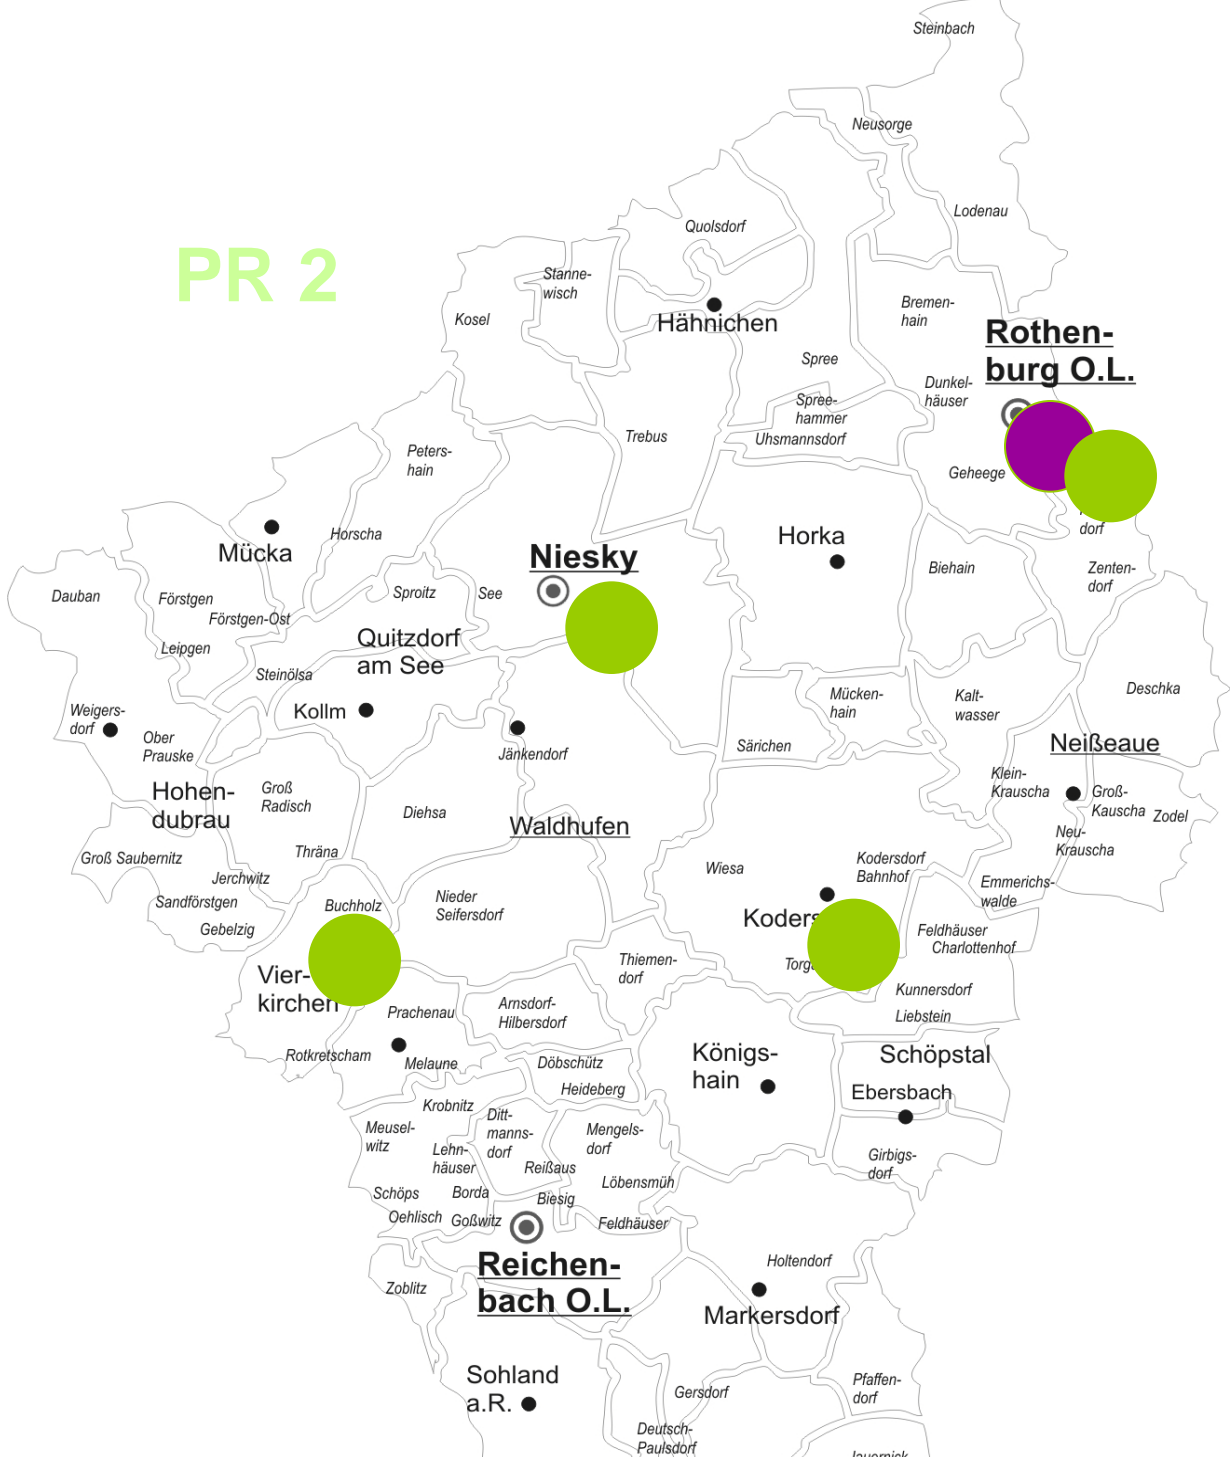 Steinbach
Neusorge
Lodenau
Quolsdorf
PR 2
Stanne-
wisch
Kosel
Hähnichen
Bremen-
hain
Rothen-
burg O.L.
Spree
Dunkel-
häuser
Spree-
hammer
Uhsmannsdorf
Trebus
Peters-
hain
Geheege
Horscha
Mücka
dorf
Horka
Niesky
Biehain
Zenten-
dorf
Dauban
Förstgen
Förstgen-Ost
Sproitz
See
Leipgen
Quitzdorf
am See
Steinölsa
Kollm
Weigers-
dorf
Ober
Prauske
Jänkendorf
Särichen
Mücken-
hain
Kalt-
wasser
Deschka
Neißeaue
Klein-
Krauscha
Groß-
Kauscha
Zodel
Neu-
Krauscha
Hohen-
dubrau
Groß
Radisch
Diehsa
Waldhufen
Groß Saubernitz
Thräna
Jerchwitz
Sandförstgen
Gebelzig
Buchholz
Nieder
Seifersdorf
Wiesa
Kodersdorf
Bahnhof
Emmerichs-
walde
Koders
Feldhäuser
Charlottenhof
Vier-
kirchen
Thiemen-
dorf
Torga
Kunnersdorf
Liebstein
Prachenau
Arnsdorf-
Hilbersdorf
Rotkretscham
Melaune
Döbschütz
Heideberg
Königs-
hain
Schöpstal
Ebersbach
Krobnitz
Meusel-
witz
Ditt-
manns-
dorf
Mengels-
dorf
Lehn-
häuser
Reißaus
Girbigs-
dorf
Schöps
Borda
Biesig
Löbensmüh
Oehlisch
Goßwitz
Feldhäuser
Reichen-
bach O.L.
Zoblitz
Holtendorf
Markersdorf
Sohland
a.R.
Gersdorf
Pfaffen-
dorf
Deutsch-
Paulsdorf
Jauernick